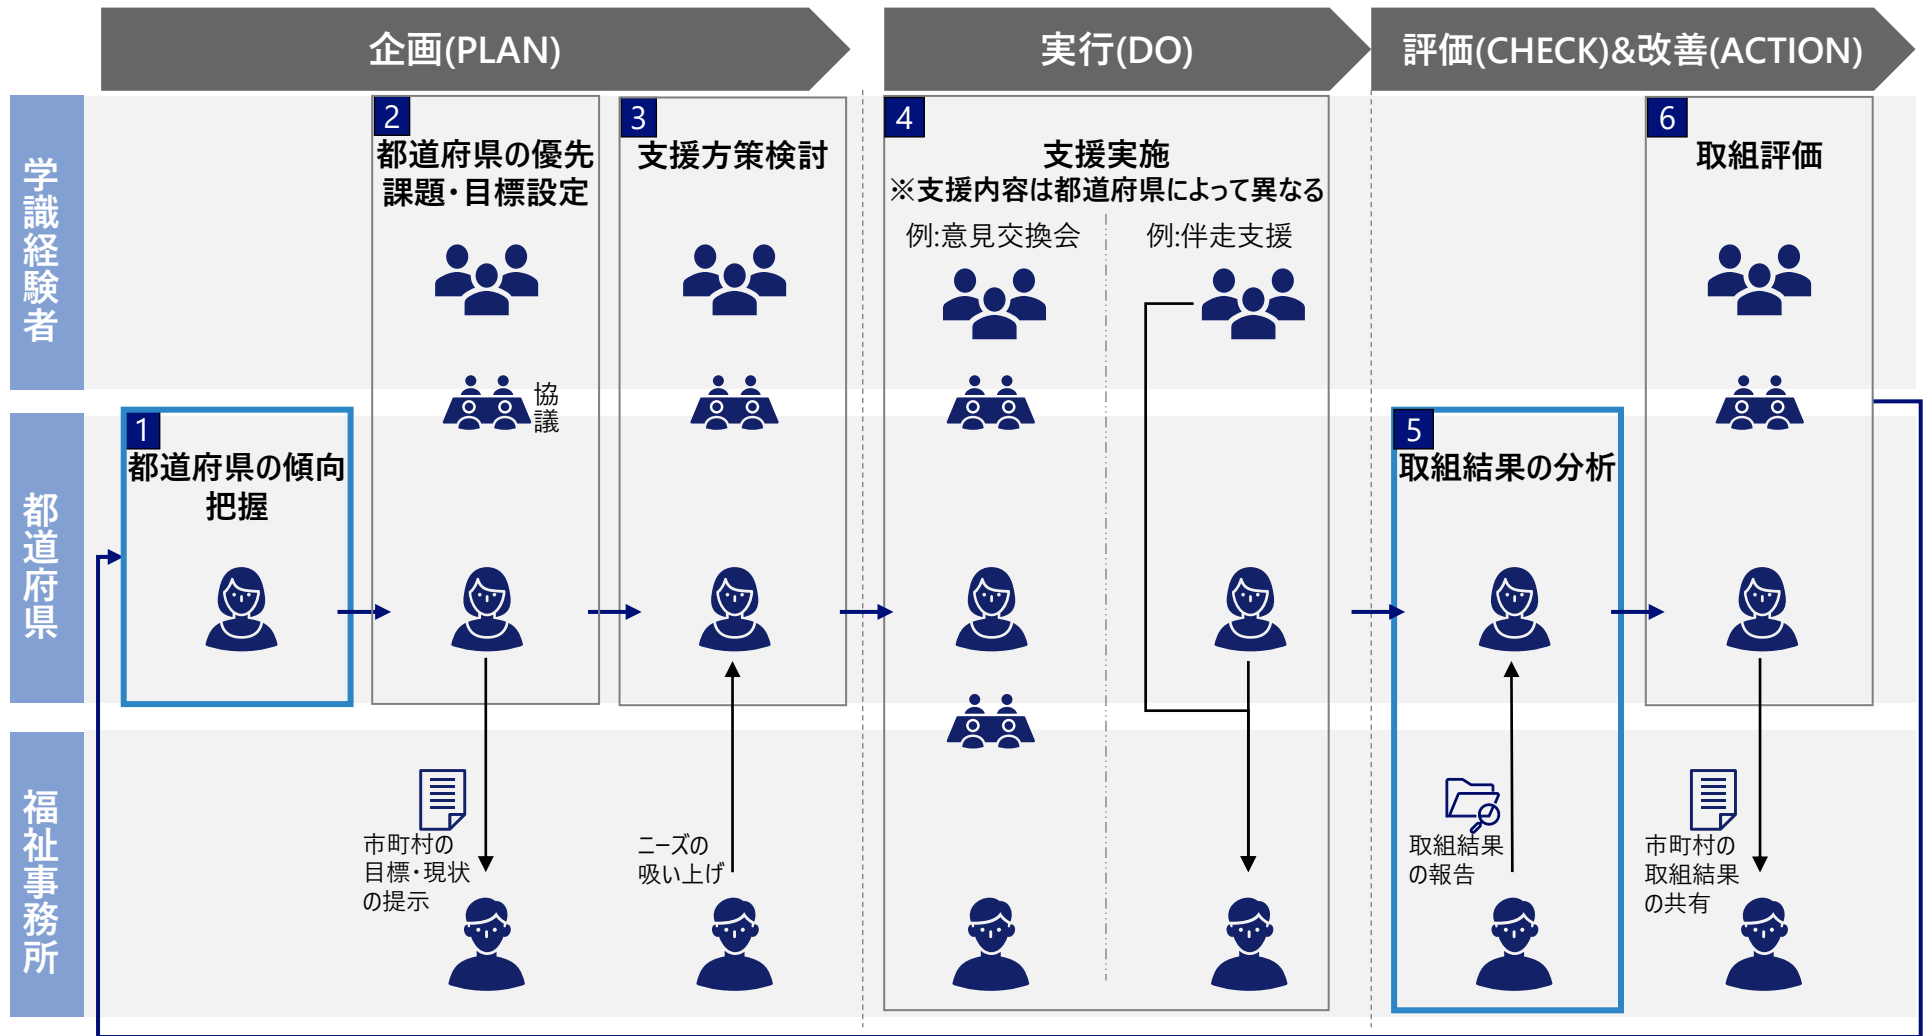 企画(PLAN)
実行(DO)
評価(CHECK)&改善(ACTION)
学識経験者
都道府県
福祉事務所
1
都道府県の傾向
把握
2
都道府県の優先
課題・目標設定
協議
市町村の
目標・現状
の提示
3
支援方策検討
ニーズの
吸い上げ
4
支援実施
※支援内容は都道府県によって異なる
例:意見交換会
例:伴走支援
5
取組結果の分析
取組結果
の報告
6
取組評価
市町村の
取組結果
の共有